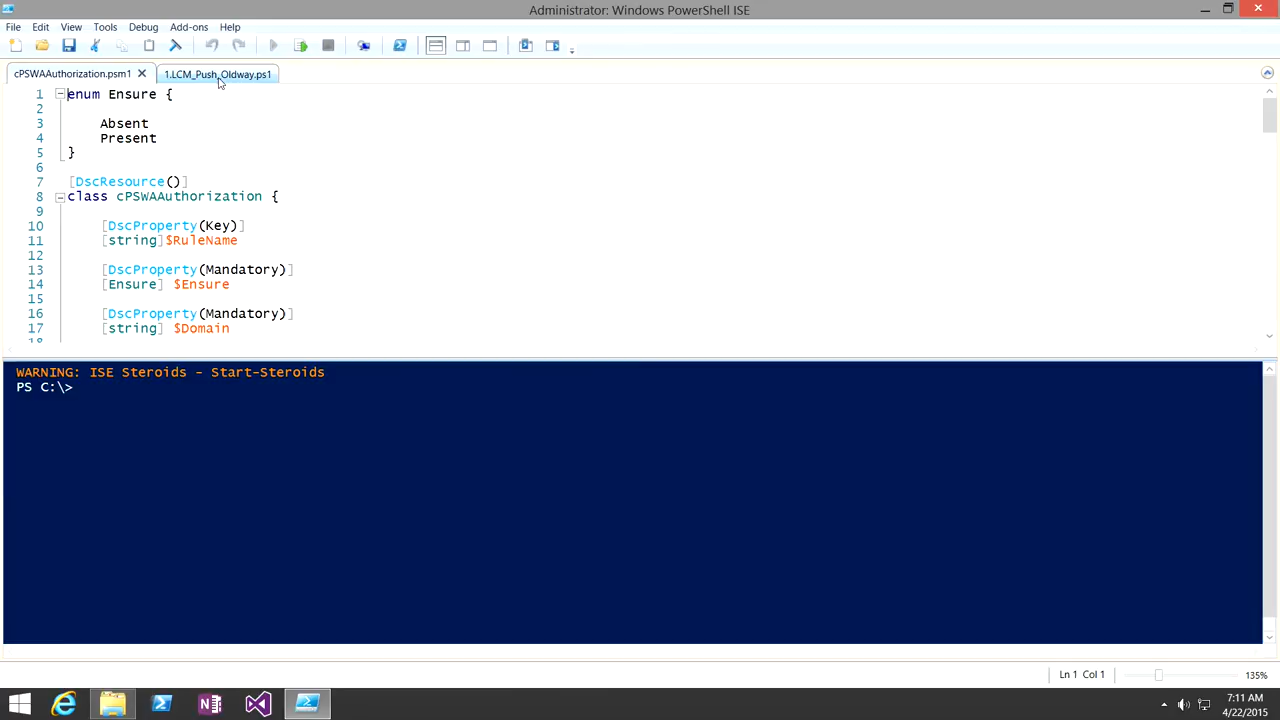 Administrator: Windows PowerShell ISE
File Edit View Tools Debug Add-ons Help
cPSWAAuthorization.psm1 1.LCM_Push_Oldway.ps1
1 enum Ensure {
2
3 Absent
4 Present
5 }
6
7 [DscResource()]
8 class cPSWAAuthorization {
9
10 [DscProperty(Key)]
11 [string]$RuleName
12
13 [DscProperty(Mandatory)]
14 [Ensure] $Ensure
15
16 [DscProperty(Mandatory)]
17 [string] $Domain
18
WARNING: ISE Steroids - Start-Steroids
PS C:\>
Ln 1 Col 1 135%
7:11 AM
4/22/2015